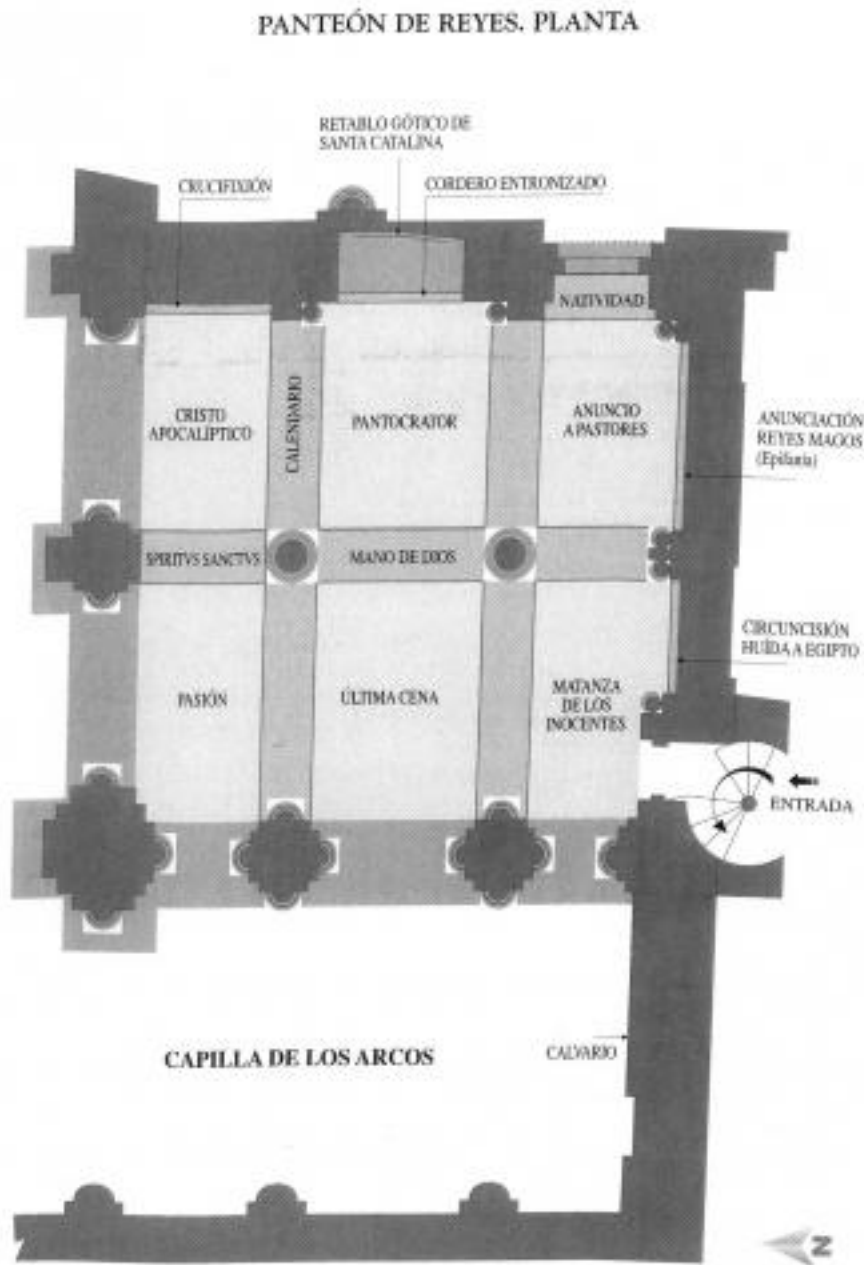 PANTEÓN DE REYES. PLANTA
RETABLO GÓTICO DE
SANTA CATALINA
CRUCIFIXIÓN
CORDERO ENTRONIZADO
NATIVIDAD
CRISTO
APOCALIPTICO
CALENDARIO
PANTOCRATOR
ANUNCIO
A PASTORES
ANUNCIACIÓN
REYES MAGOS
(Epifanía)
SPIRITVS SANCTVS
MANO DE DIOS
CIRCUNCISIÓN
HUÍDA A EGIPTO
PASIÓN
ÚLTIMA CENA
MATANZA
DE LOS
INOCENTES
ENTRADA
CAPILLA DE LOS ARCOS
CALVARIO
N